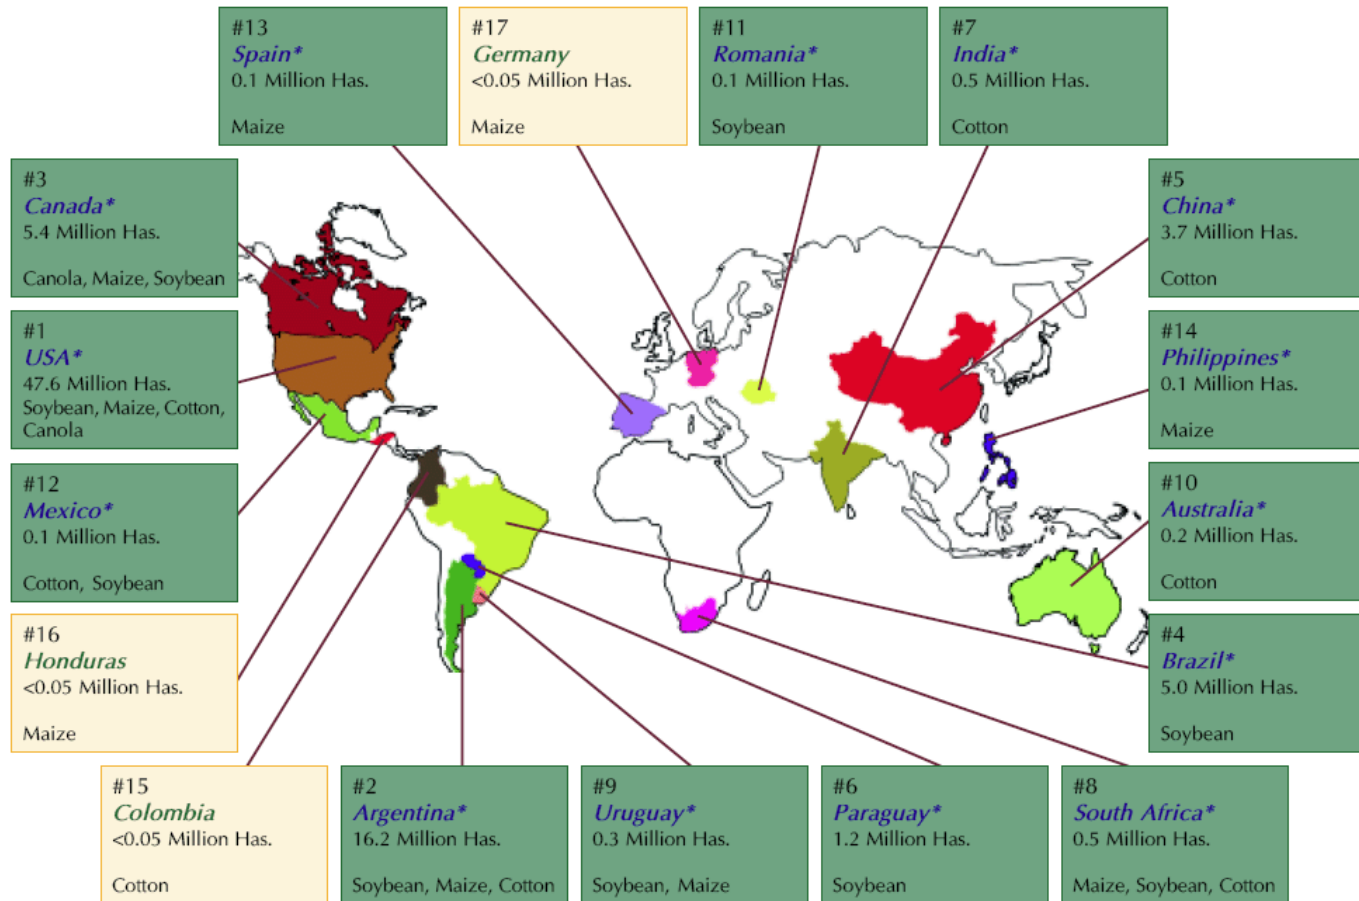 #13
Spain*
0.1 Million Has.
Maize
#17
Germany
<0.05 Million Has.
Maize
#11
Romania*
0.1 Million Has.
Soybean
#7
India*
0.5 Million Has.
Cotton
#3
Canada*
5.4 Million Has.
Canola, Maize, Soybean
#5
China*
3.7 Million Has.
Cotton
#1
USA*
47.6 Million Has.
Soybean, Maize, Cotton,
Canola
#14
Philippines*
0.1 Million Has.
Maize
#12
Mexico*
0.1 Million Has.
Cotton, Soybean
#10
Australia*
0.2 Million Has.
Cotton
#16
Honduras
<0.05 Million Has.
Maize
#4
Brazil*
5.0 Million Has.
Soybean
#15
Colombia
<0.05 Million Has.
Cotton
#2
Argentina*
16.2 Million Has.
Soybean, Maize, Cotton
#9
Uruguay*
0.3 Million Has.
Soybean, Maize
#6
Paraguay*
1.2 Million Has.
Soybean
#8
South Africa*
0.5 Million Has.
Maize, Soybean, Cotton